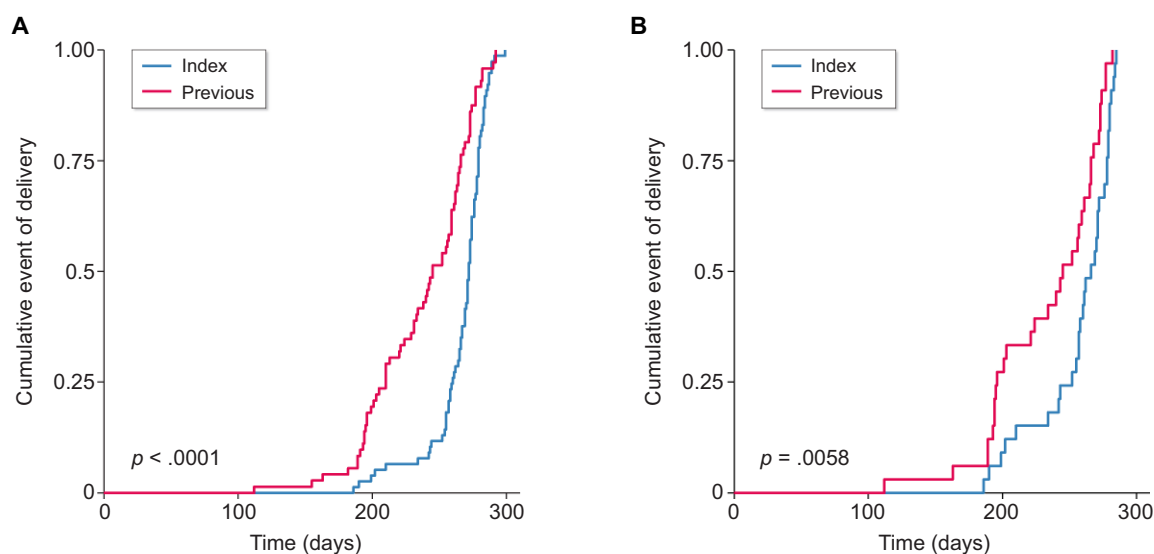 A
Index
Previous
Cumulative event of delivery
1.00
0.75
0.5
0.25
0
p < .0001
0
100
200
300
Time (days)
B
Index
Previous
Cumulative event of delivery
1.00
0.75
0.5
0.25
0
p = .0058
0
100
200
300
Time (days)